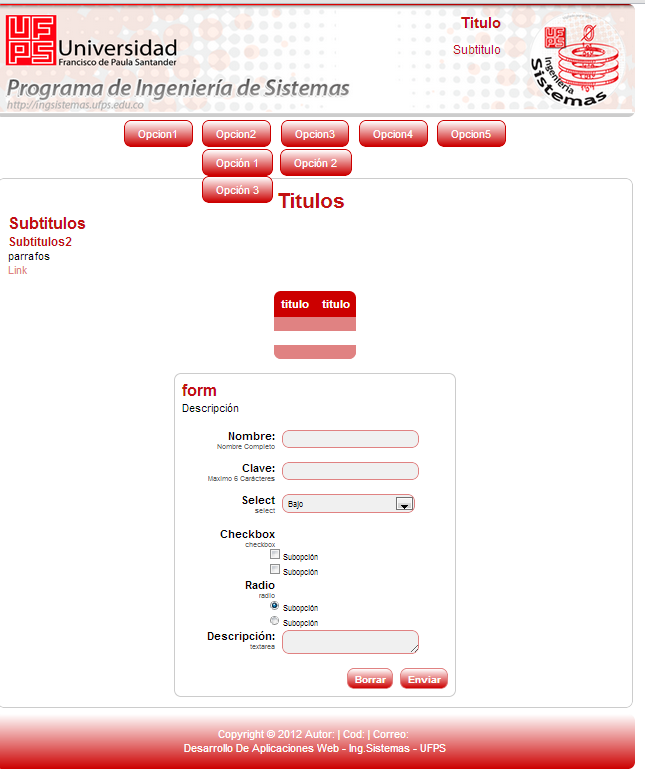 UF
PS
Universidad
Francisco de Paula Santander
Programa de Ingeniería de Sistemas
http://ingsistemas.ufps.edu.co
Titulo
Subtitulo
Ingeniería
Sistemas
Opcion1 Opcion2 Opcion3 Opcion4 Opcion5
Opción 1 Opción 2
Opción 3
Titulos
Subtitulos
Subtitulos2
parrafos
Link
titulo titulo
form
Descripción
Nombre:
Nombre Completo
Clave:
Maximo 6 Carácteres
Select
select
Bajo
Checkbox
checkbox
Subopción
Subopción
Radio
radio
Subopción
Subopción
Descripción:
textarea
Borrar Enviar
Copyright © 2012 Autor: | Cod: | Correo:
Desarrollo De Aplicaciones Web - Ing.Sistemas - UFPS